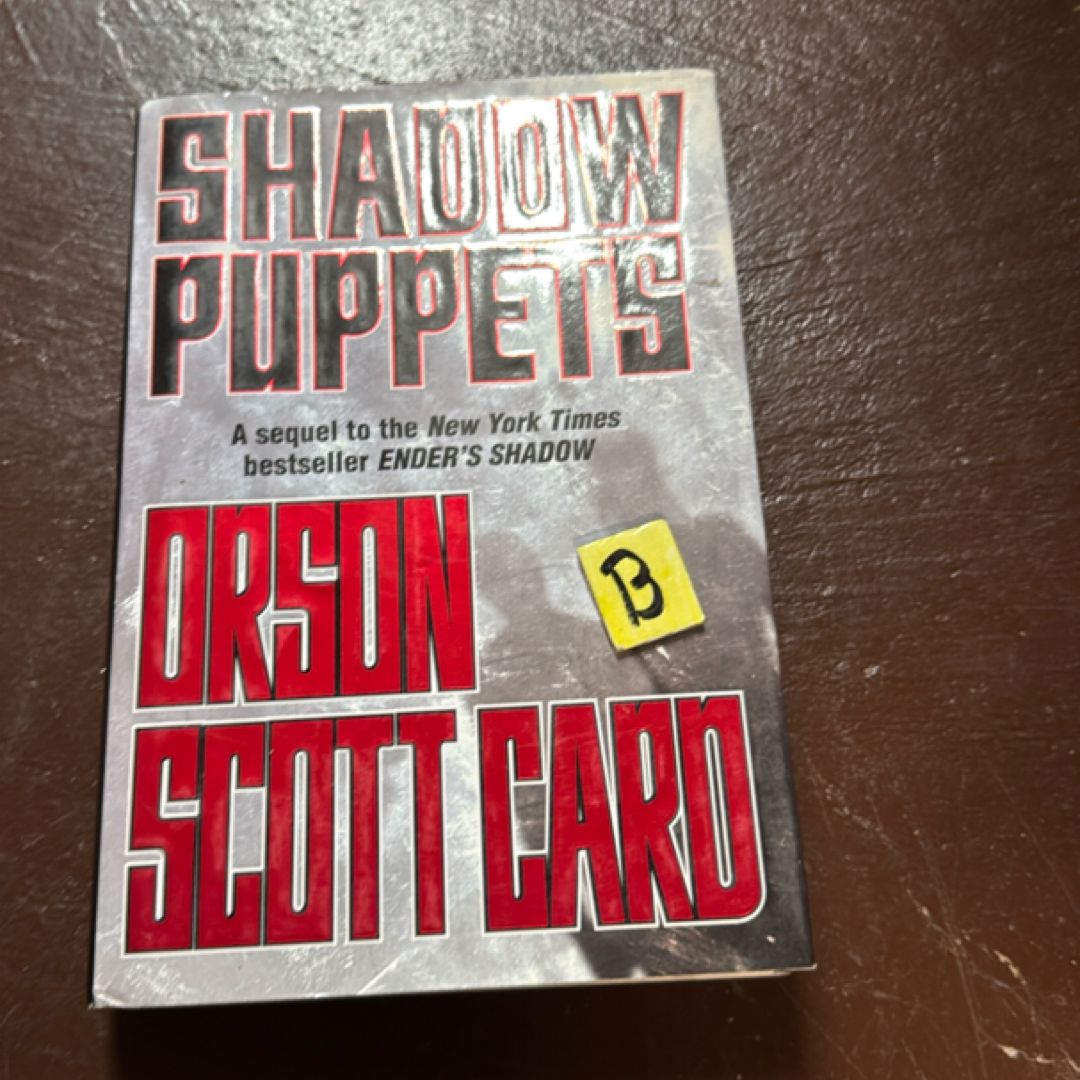 SHADOW
PUPPETS
A sequel to the New York Times
bestseller ENDER'S SHADOW
ORSON
SCOTT CARD
B